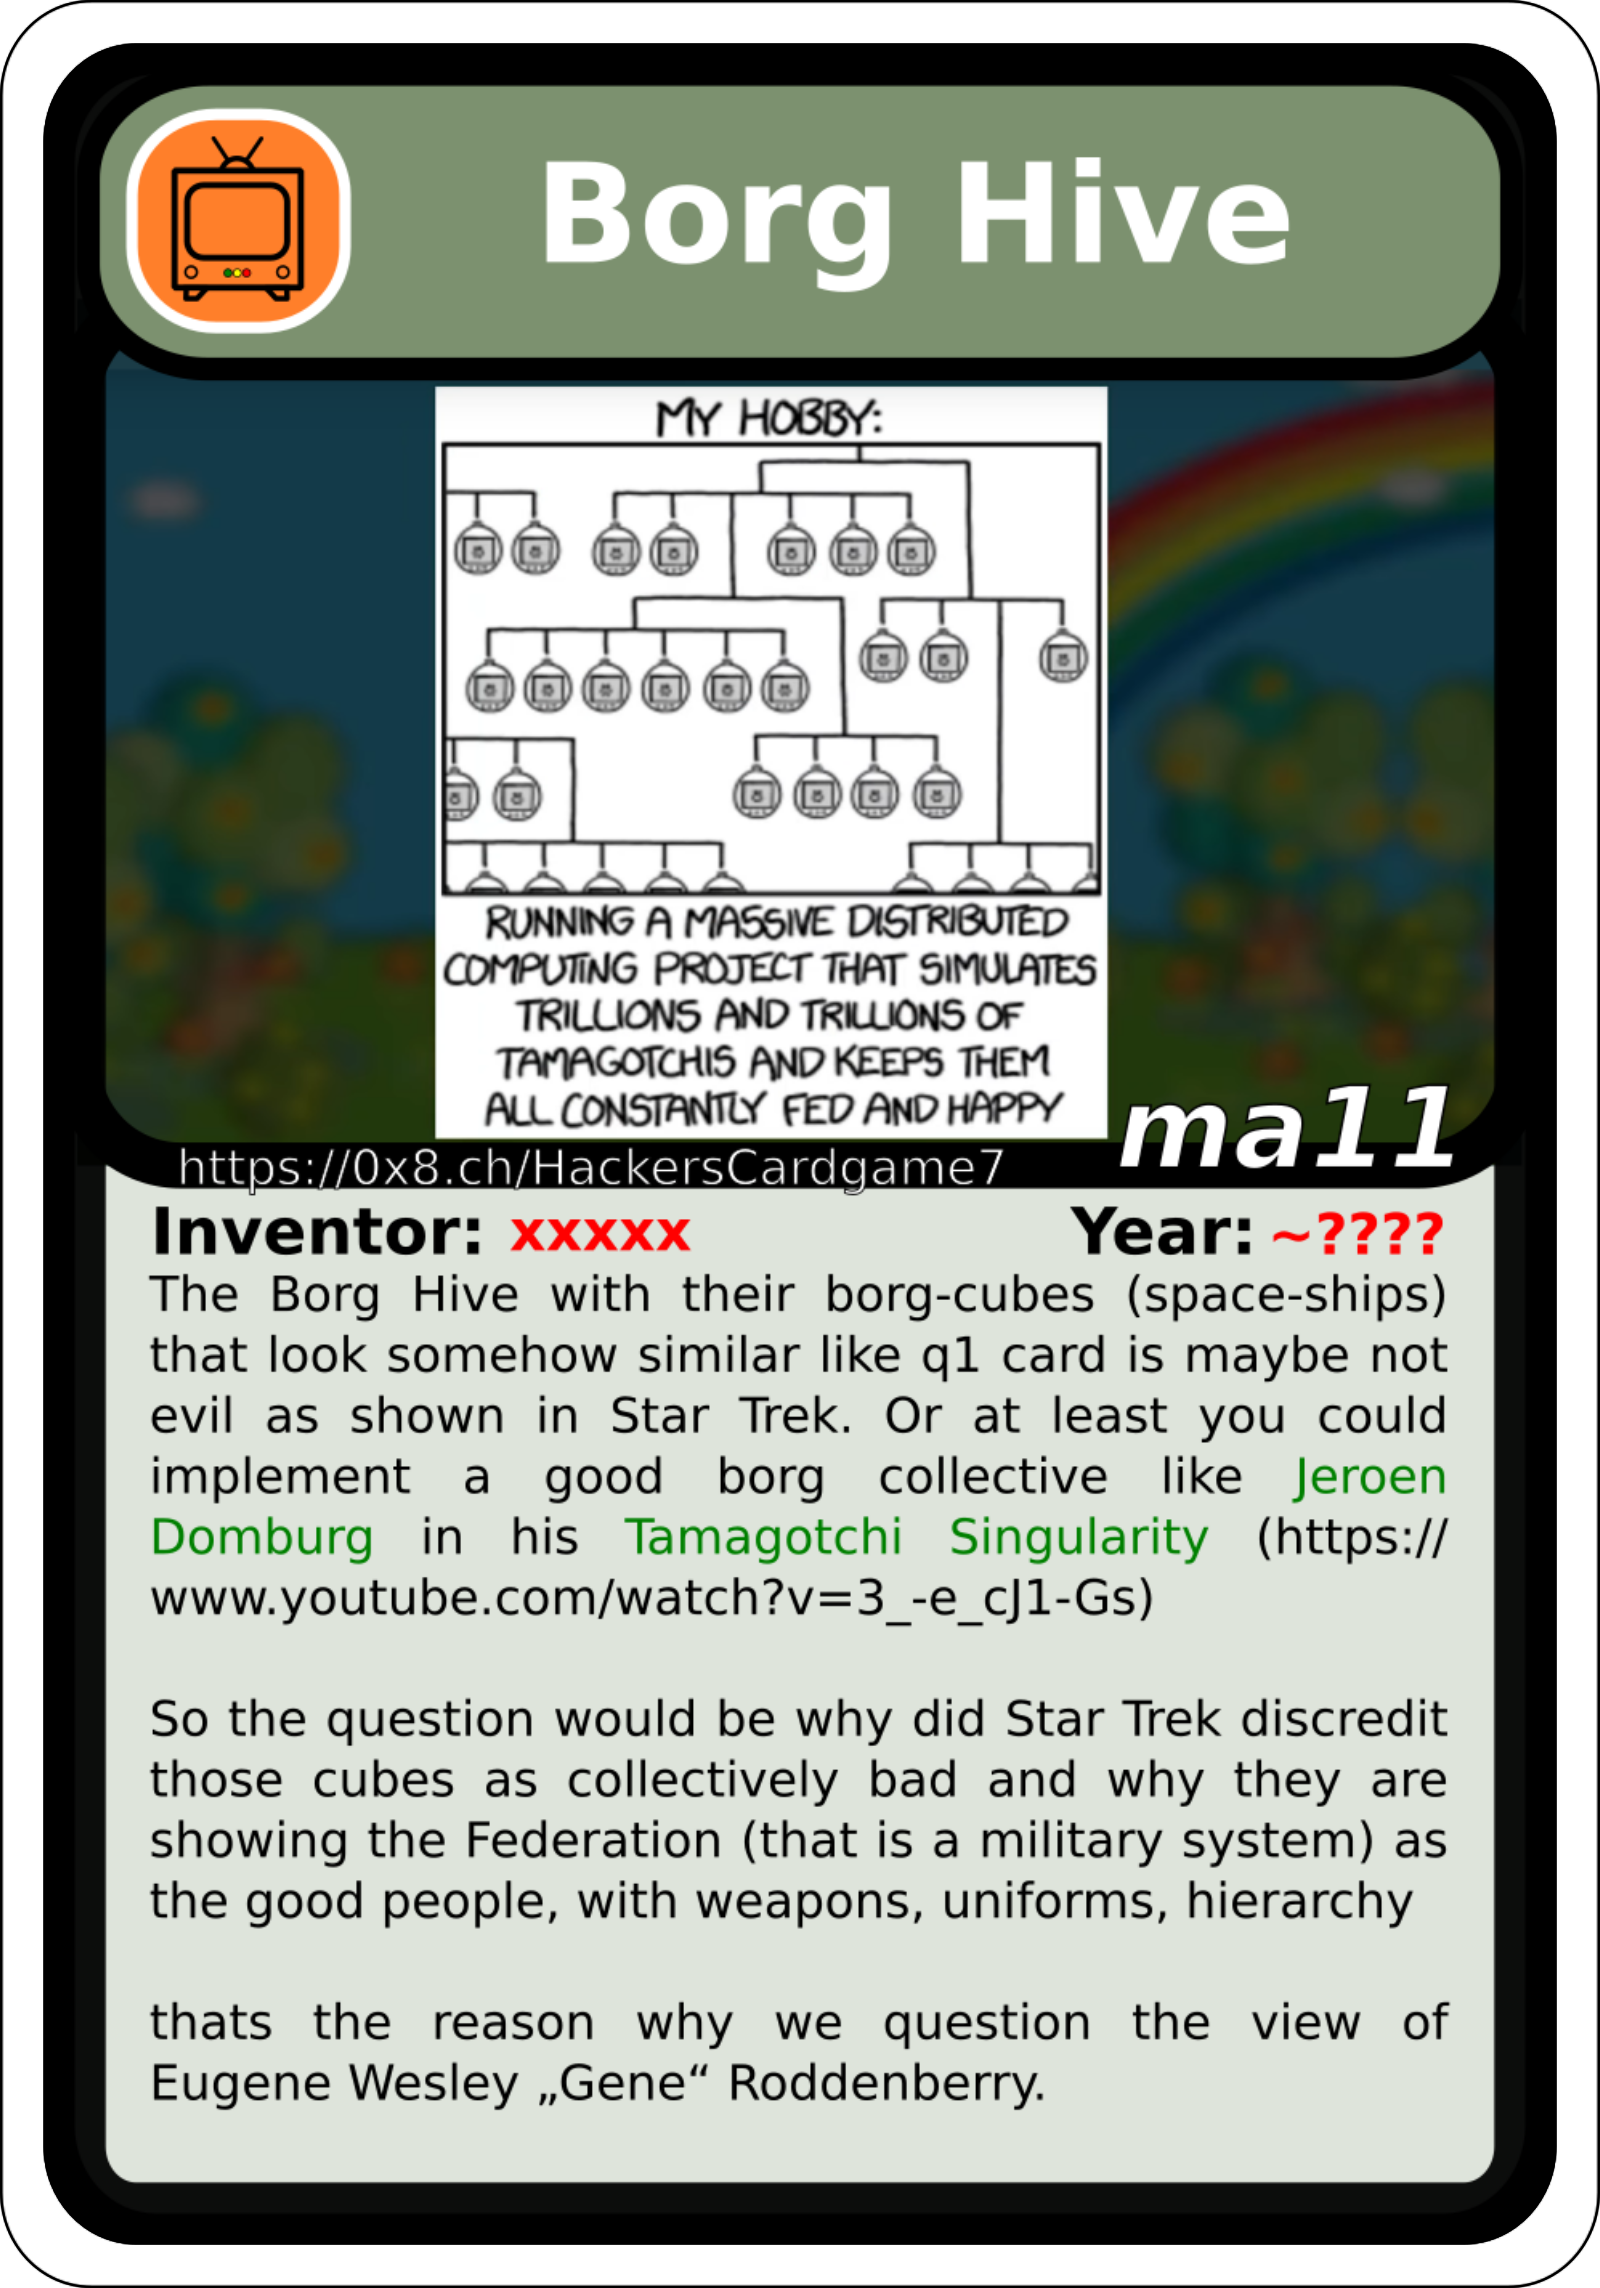 Borg Hive
MY HOBBY:
RUNNING A MASSIVE DISTRIBUTED
COMPUTING PROJECT THAT SIMULATES
TRILLIONS AND TRILLIONS OF
TAMAGOTCHIS AND KEEPS THEM
ALL CONSTANTLY FED AND HAPPY
ma11
https://0x8.ch/HackersCardgame7
Inventor: xxxxx Year: ~????
The Borg Hive with their borg-cubes (space-ships)
that look somehow similar like q1 card is maybe not
evil as shown in Star Trek. Or at least you could
implement a good borg collective like Jeroen
Domburg in his Tamagotchi Singularity (https://
www.youtube.com/watch?v=3_-e_cJ1-Gs)
So the question would be why did Star Trek discredit
those cubes as collectively bad and why they are
showing the Federation (that is a military system) as
the good people, with weapons, uniforms, hierarchy
thats the reason why we question the view of
Eugene Wesley „Gene“ Roddenberry.